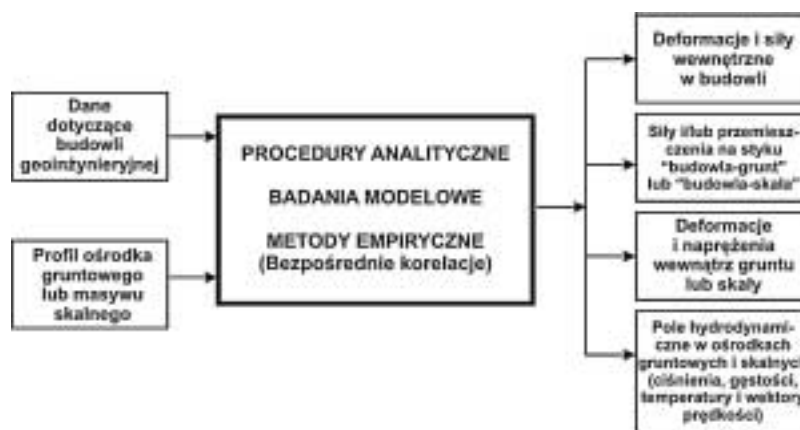 Dane
dotyczące
budowli
geoinżynieryjnej
Profil ośrodka
gruntowego
lub masywu
skalnego
PROCEDURY ANALITYCZNE
BADANIA MODELOWE
METODY EMPIRYCZNE
(Bezpośrednie korelacje)
Deformacje i siły
wewnętrzne
w budowli
Siły i/lub przemiesz-
czenia na styku
"budowla-grunt"
lub "budowla-skała"
Deformacje
i naprężenia
wewnątrz gruntu
lub skały
Pole hydrodynami-
czne w ośrodkach
gruntowych i skalnych
(ciśnienia, gęstości,
temperatury i wektory
prędkości)